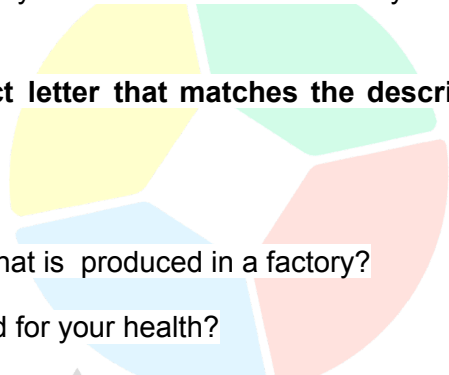 ct letter that matches the descri
hat is produced in a factory?
d for your health?